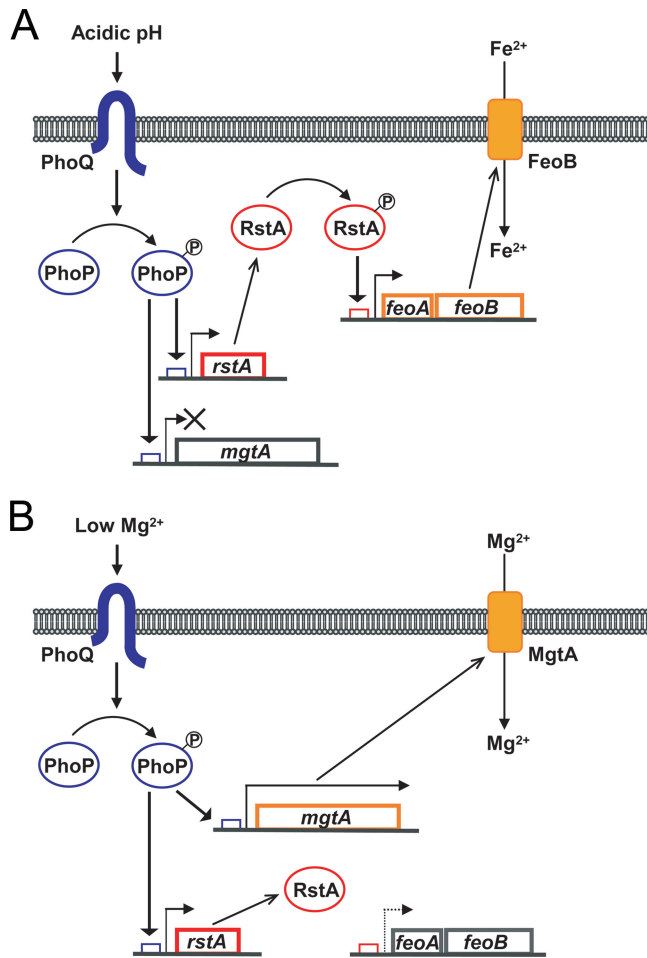 A
Acidic pH
Fe²⁺
PhoQ
FeoB
PhoP
PhoP
P
RstA
RstA
P
Fe²⁺
feoA
feoB
rstA
mgtA
B
Low Mg²⁺
Mg²⁺
PhoQ
MgtA
PhoP
PhoP
P
Mg²⁺
mgtA
RstA
rstA
feoA
feoB